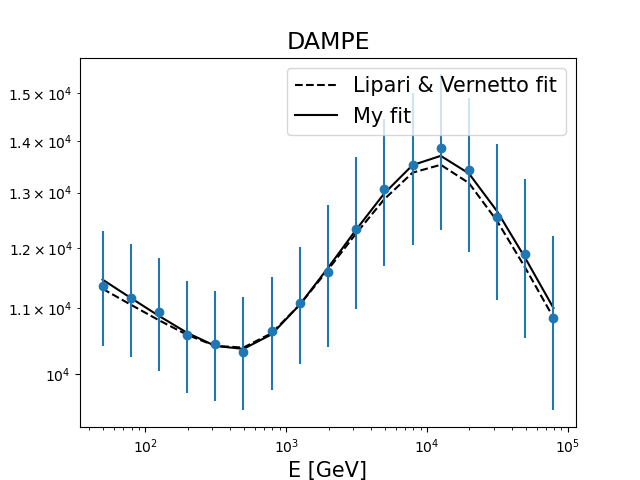 DAMPE
Lipari & Vernetto fit
My fit
1.5 × 10⁴
1.4 × 10⁴
1.3 × 10⁴
1.2 × 10⁴
1.1 × 10⁴
10⁴
10² 10³ 10⁴ 10⁵
E [GeV]